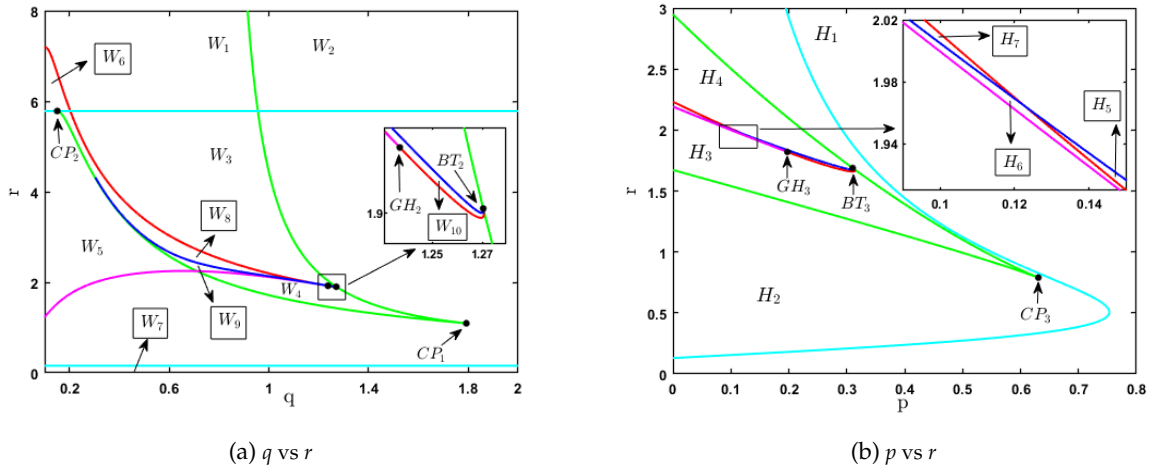 8
6
4
2
0
r
0.2
0.6
1
1.4
1.8
2
q
W₁
W₂
W₆
CP₂
W₃
W₈
W₅
W₄
W₇
W₉
CP₁
BT₂
GH₂
W₁₀
1.9
1.25
1.27
(a) q vs r
3
2.5
2
1.5
1
0.5
0
r
0
0.1
0.2
0.3
0.4
0.5
0.6
0.7
0.8
p
H₁
H₄
H₃
GH₃
BT₃
H₂
CP₃
2.02
1.98
1.94
0.1
0.12
0.14
H₇
H₅
H₆
(b) p vs r